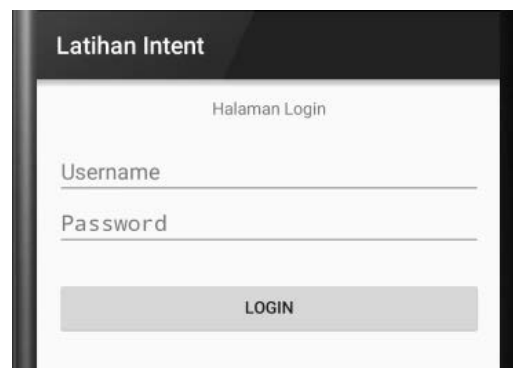 Latihan Intent
Halaman Login
Username
Password
LOGIN